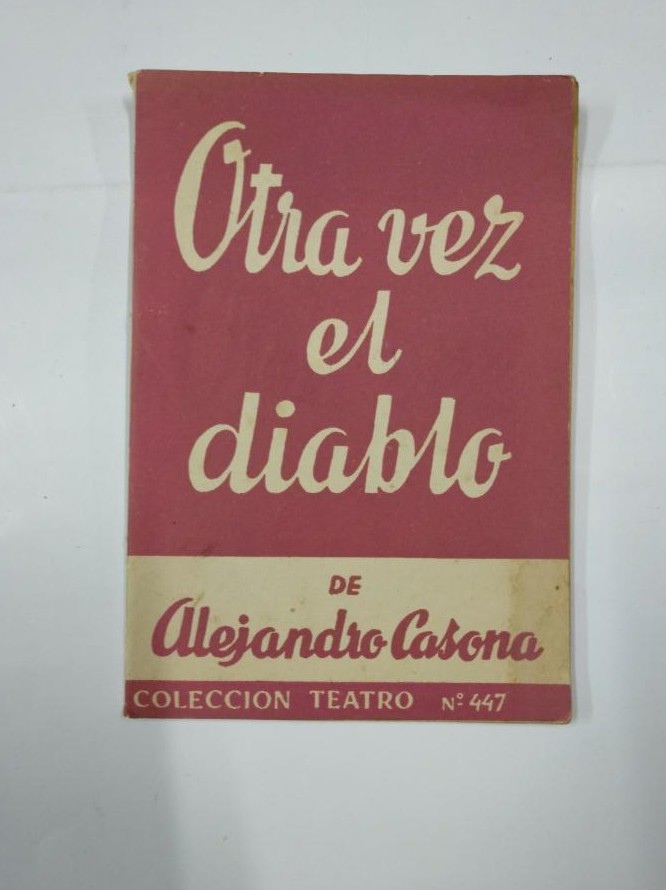 Otra vez
el
diablo
DE
Alejandro Casona
COLECCION TEATRO Nº 447